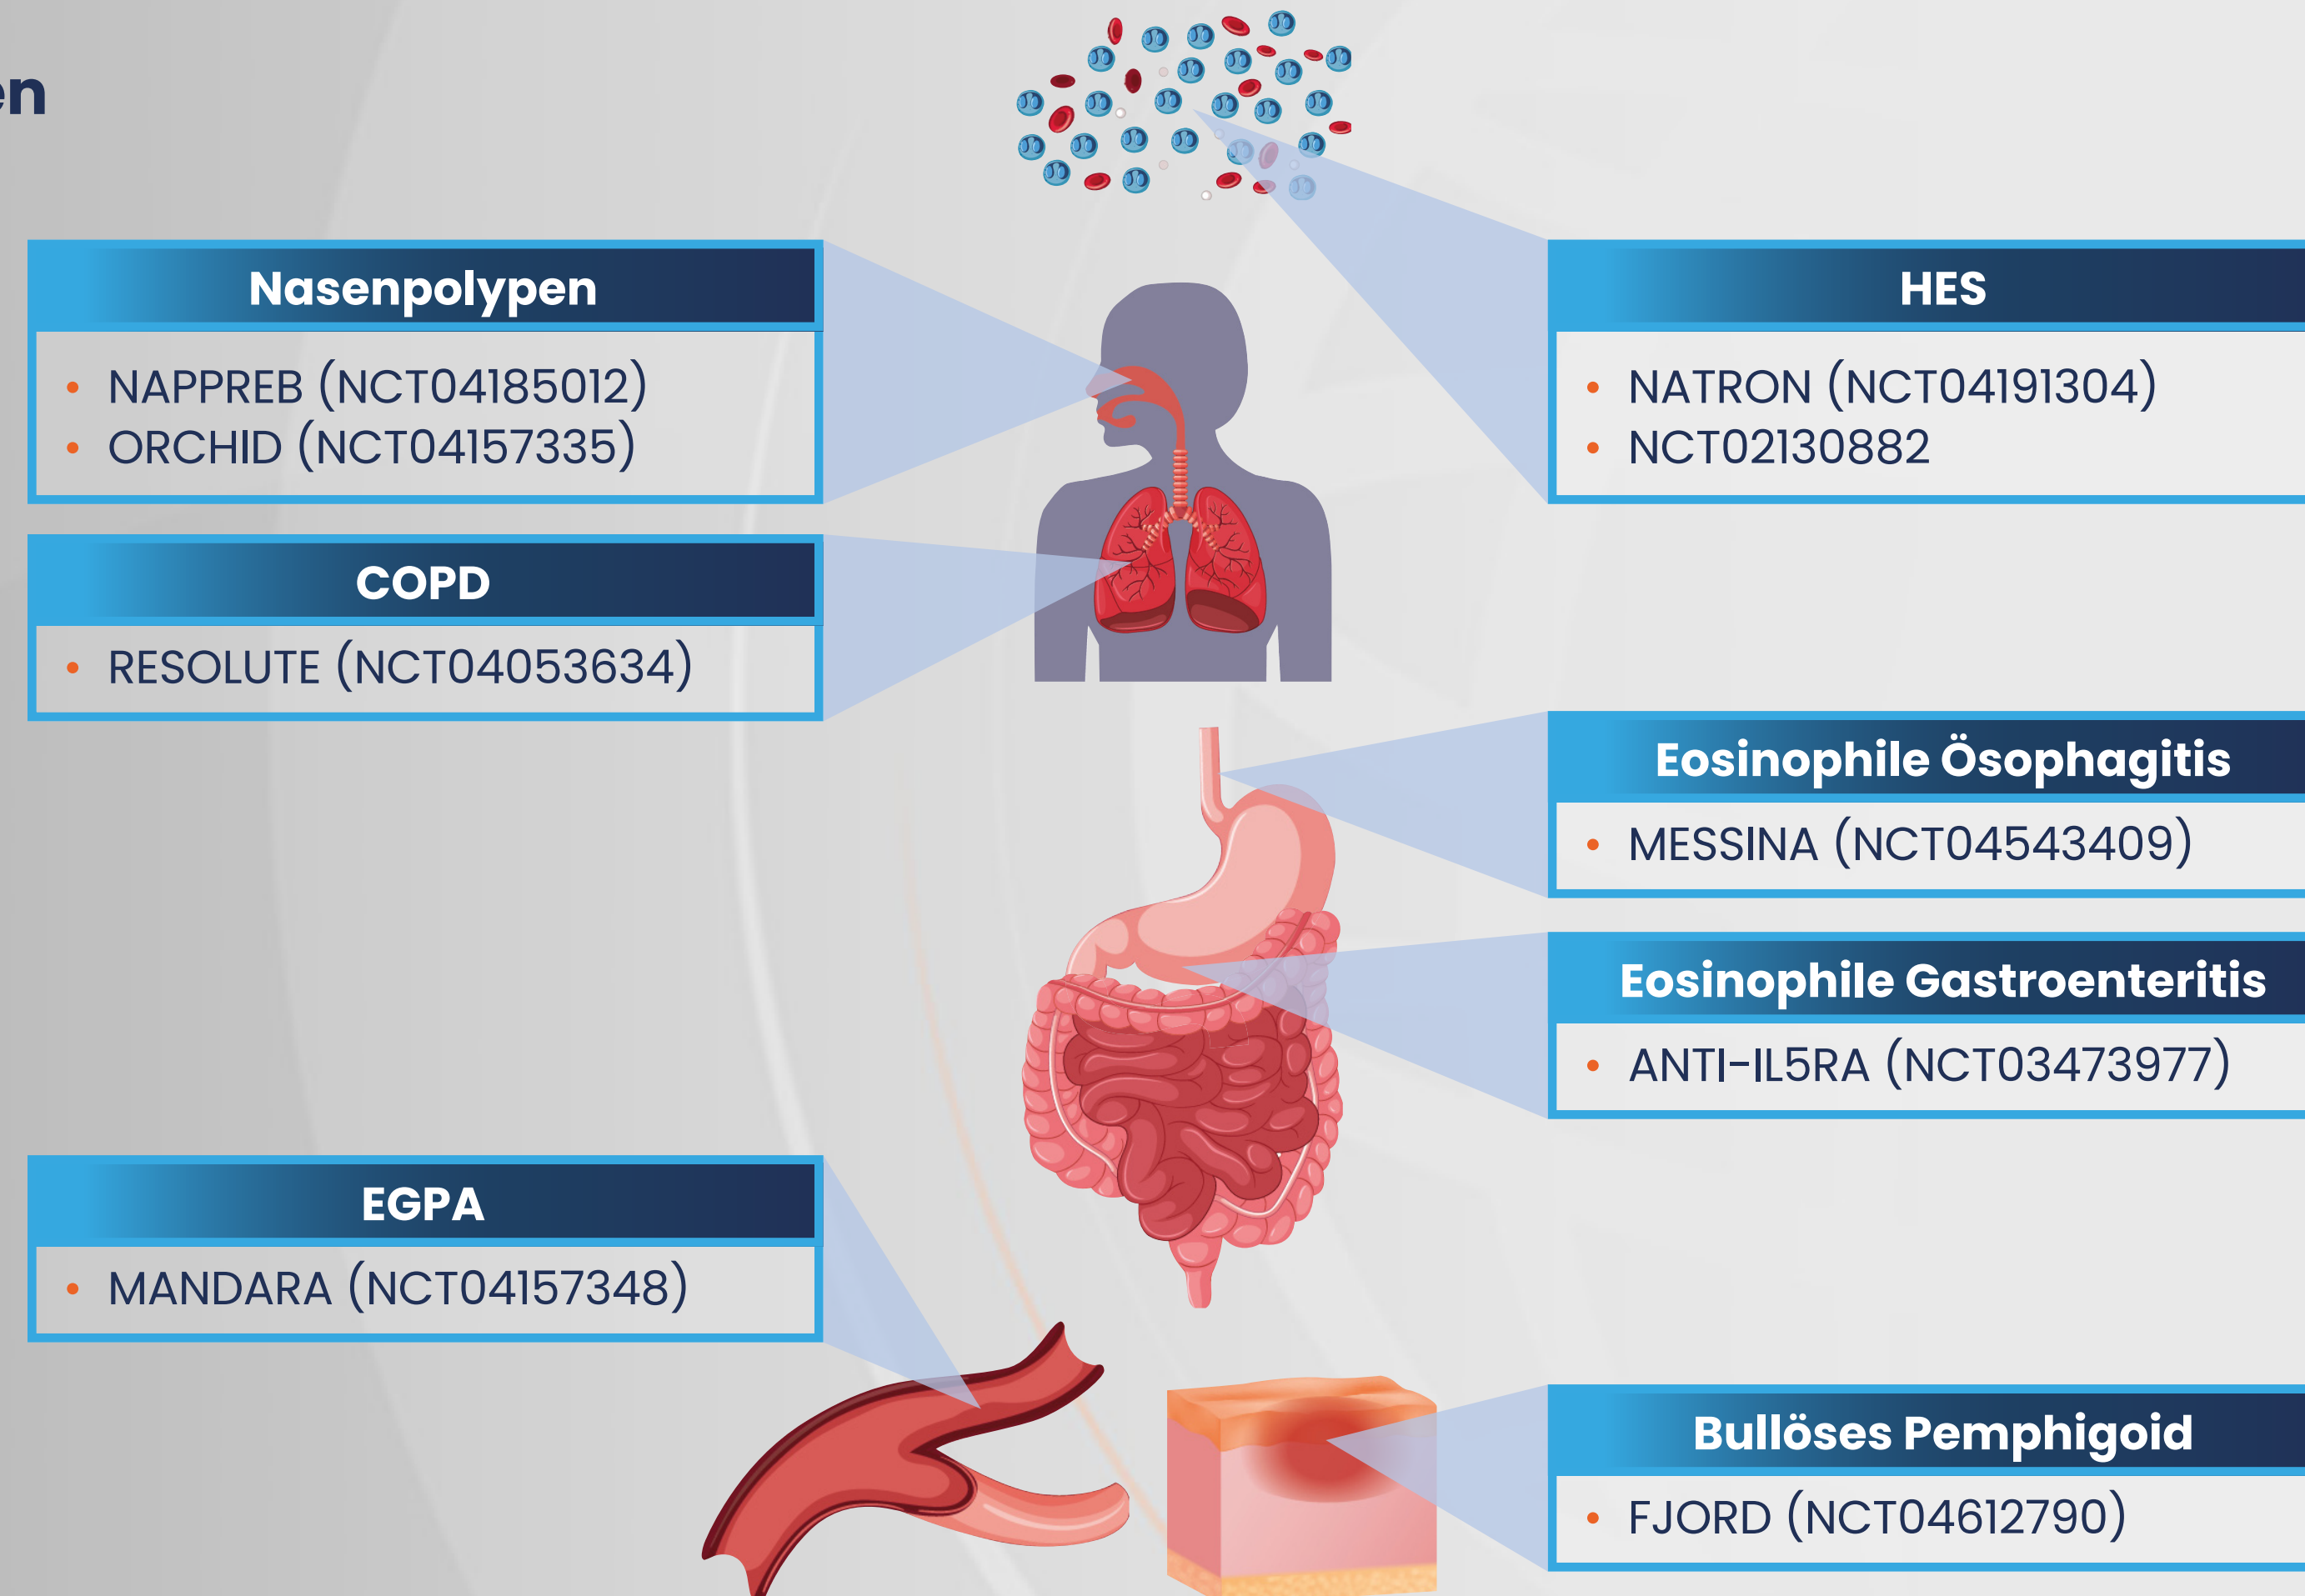 en
Nasenpolypen
• NAPPREB (NCT04185012)
• ORCHID (NCT04157335)
COPD
• RESOLUTE (NCT04053634)
EGPA
• MANDARA (NCT04157348)
HES
• NATRON (NCT04191304)
• NCT02130882
Eosinophile Ösophagitis
• MESSINA (NCT04543409)
Eosinophile Gastroenteritis
• ANTI-IL5RA (NCT03473977)
Bullöses Pemphigoid
• FJORD (NCT04612790)